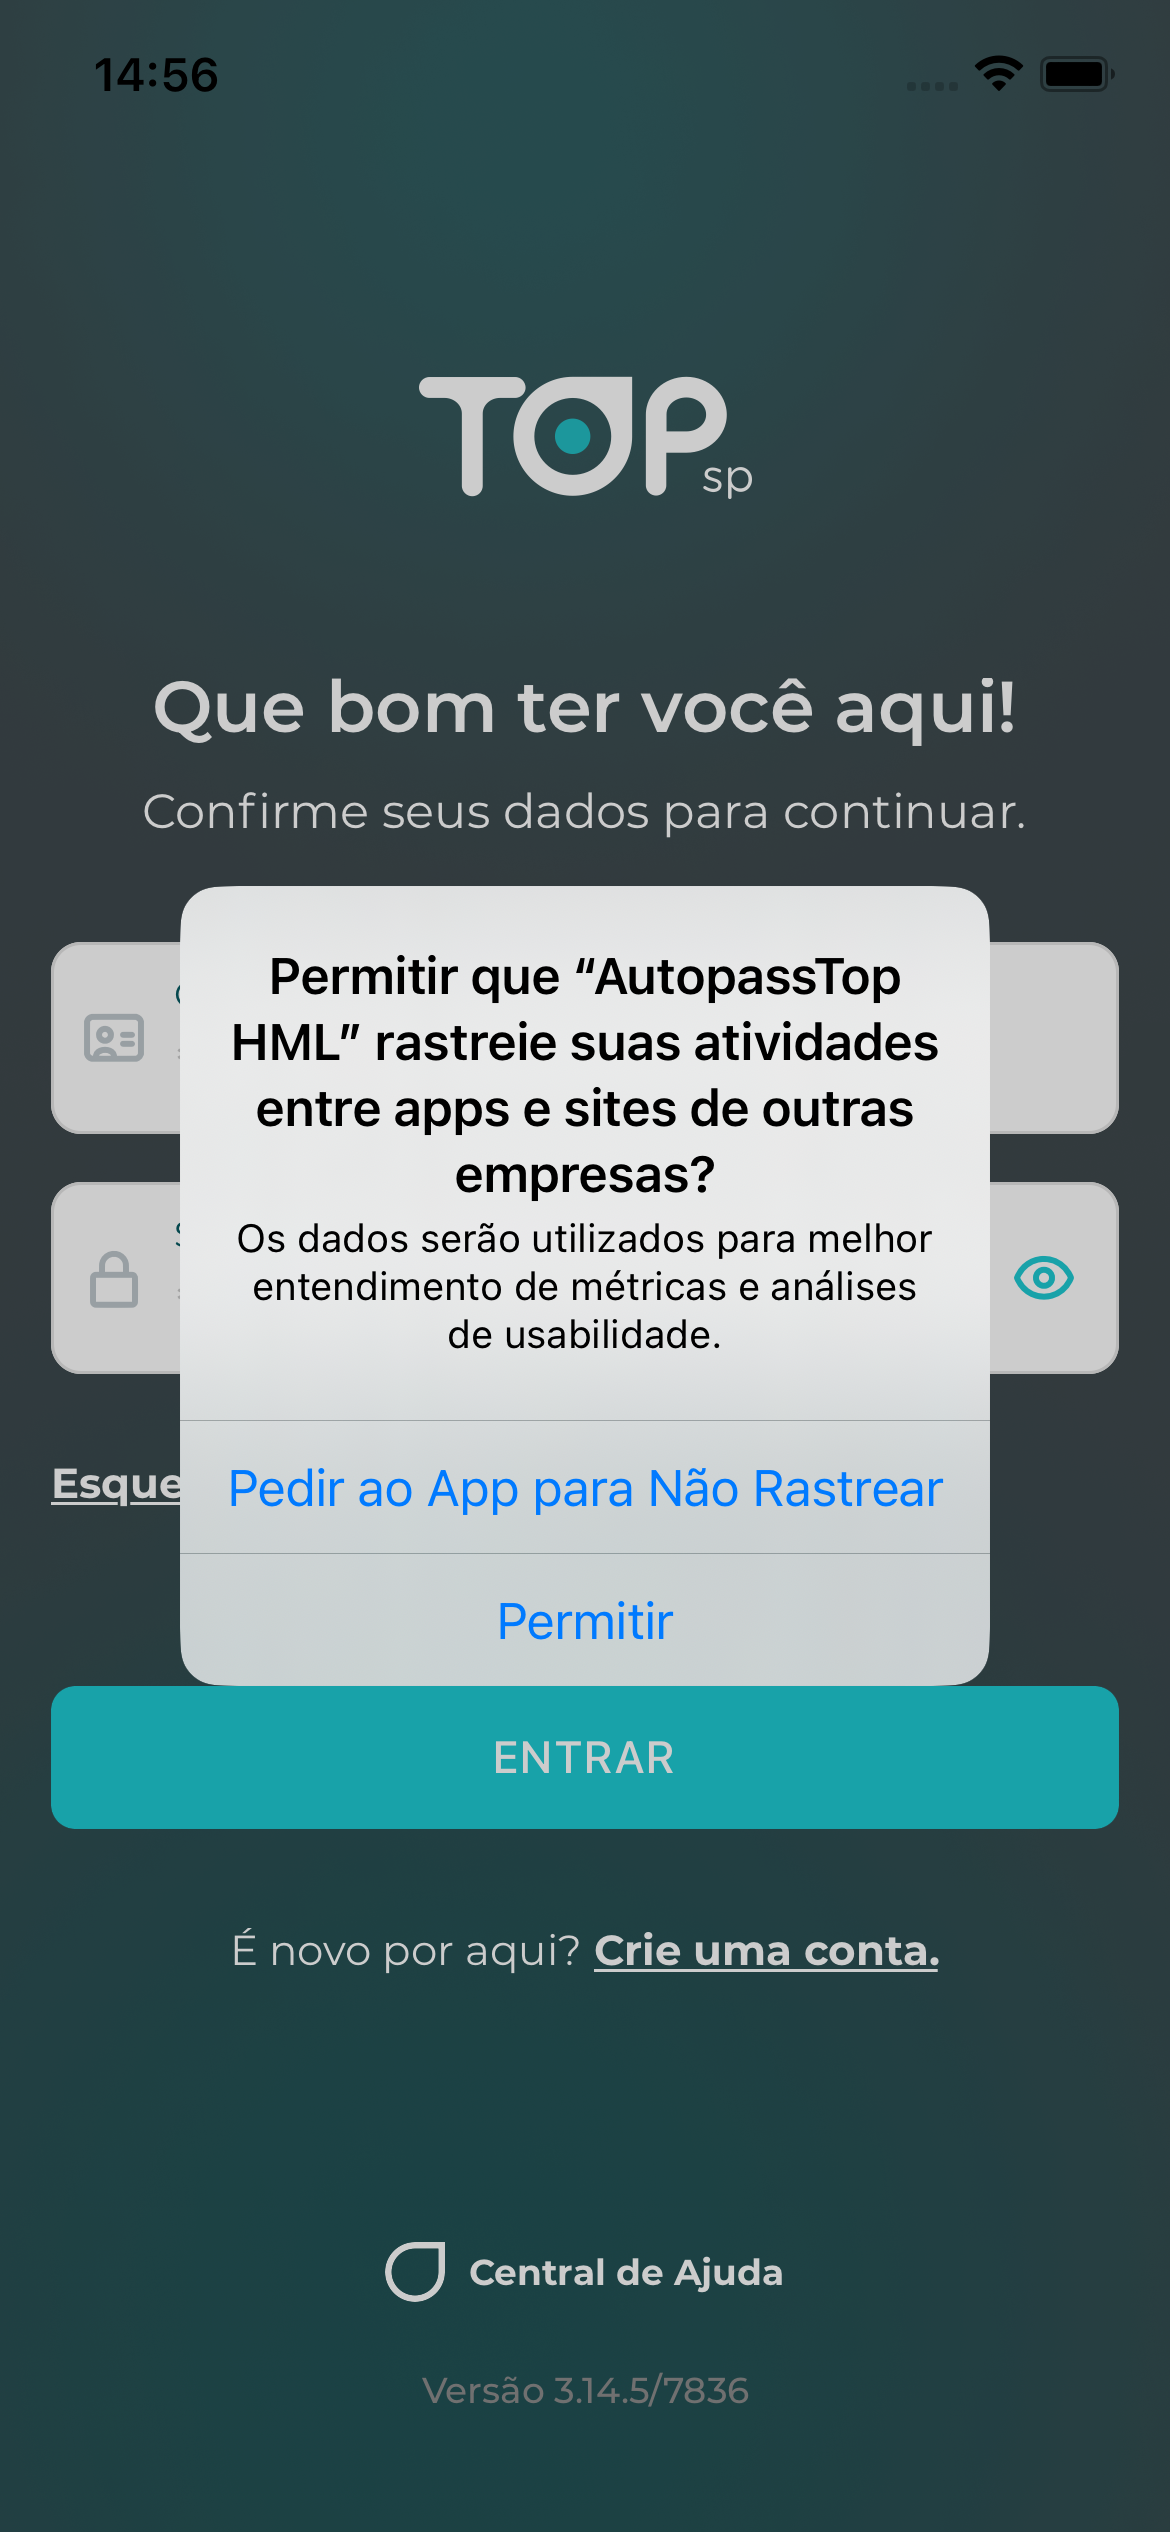 14:56
TOP
sp
Que bom ter você aqui!
Confirme seus dados para continuar.
Permitir que “AutopassTop
HML” rastreie suas atividades
entre apps e sites de outras
empresas?
Os dados serão utilizados para melhor
entendimento de métricas e análises
de usabilidade.
Esque
Pedir ao App para Não Rastrear
Permitir
ENTRAR
É novo por aqui? Crie uma conta.
Central de Ajuda
Versão 3.14.5/7836